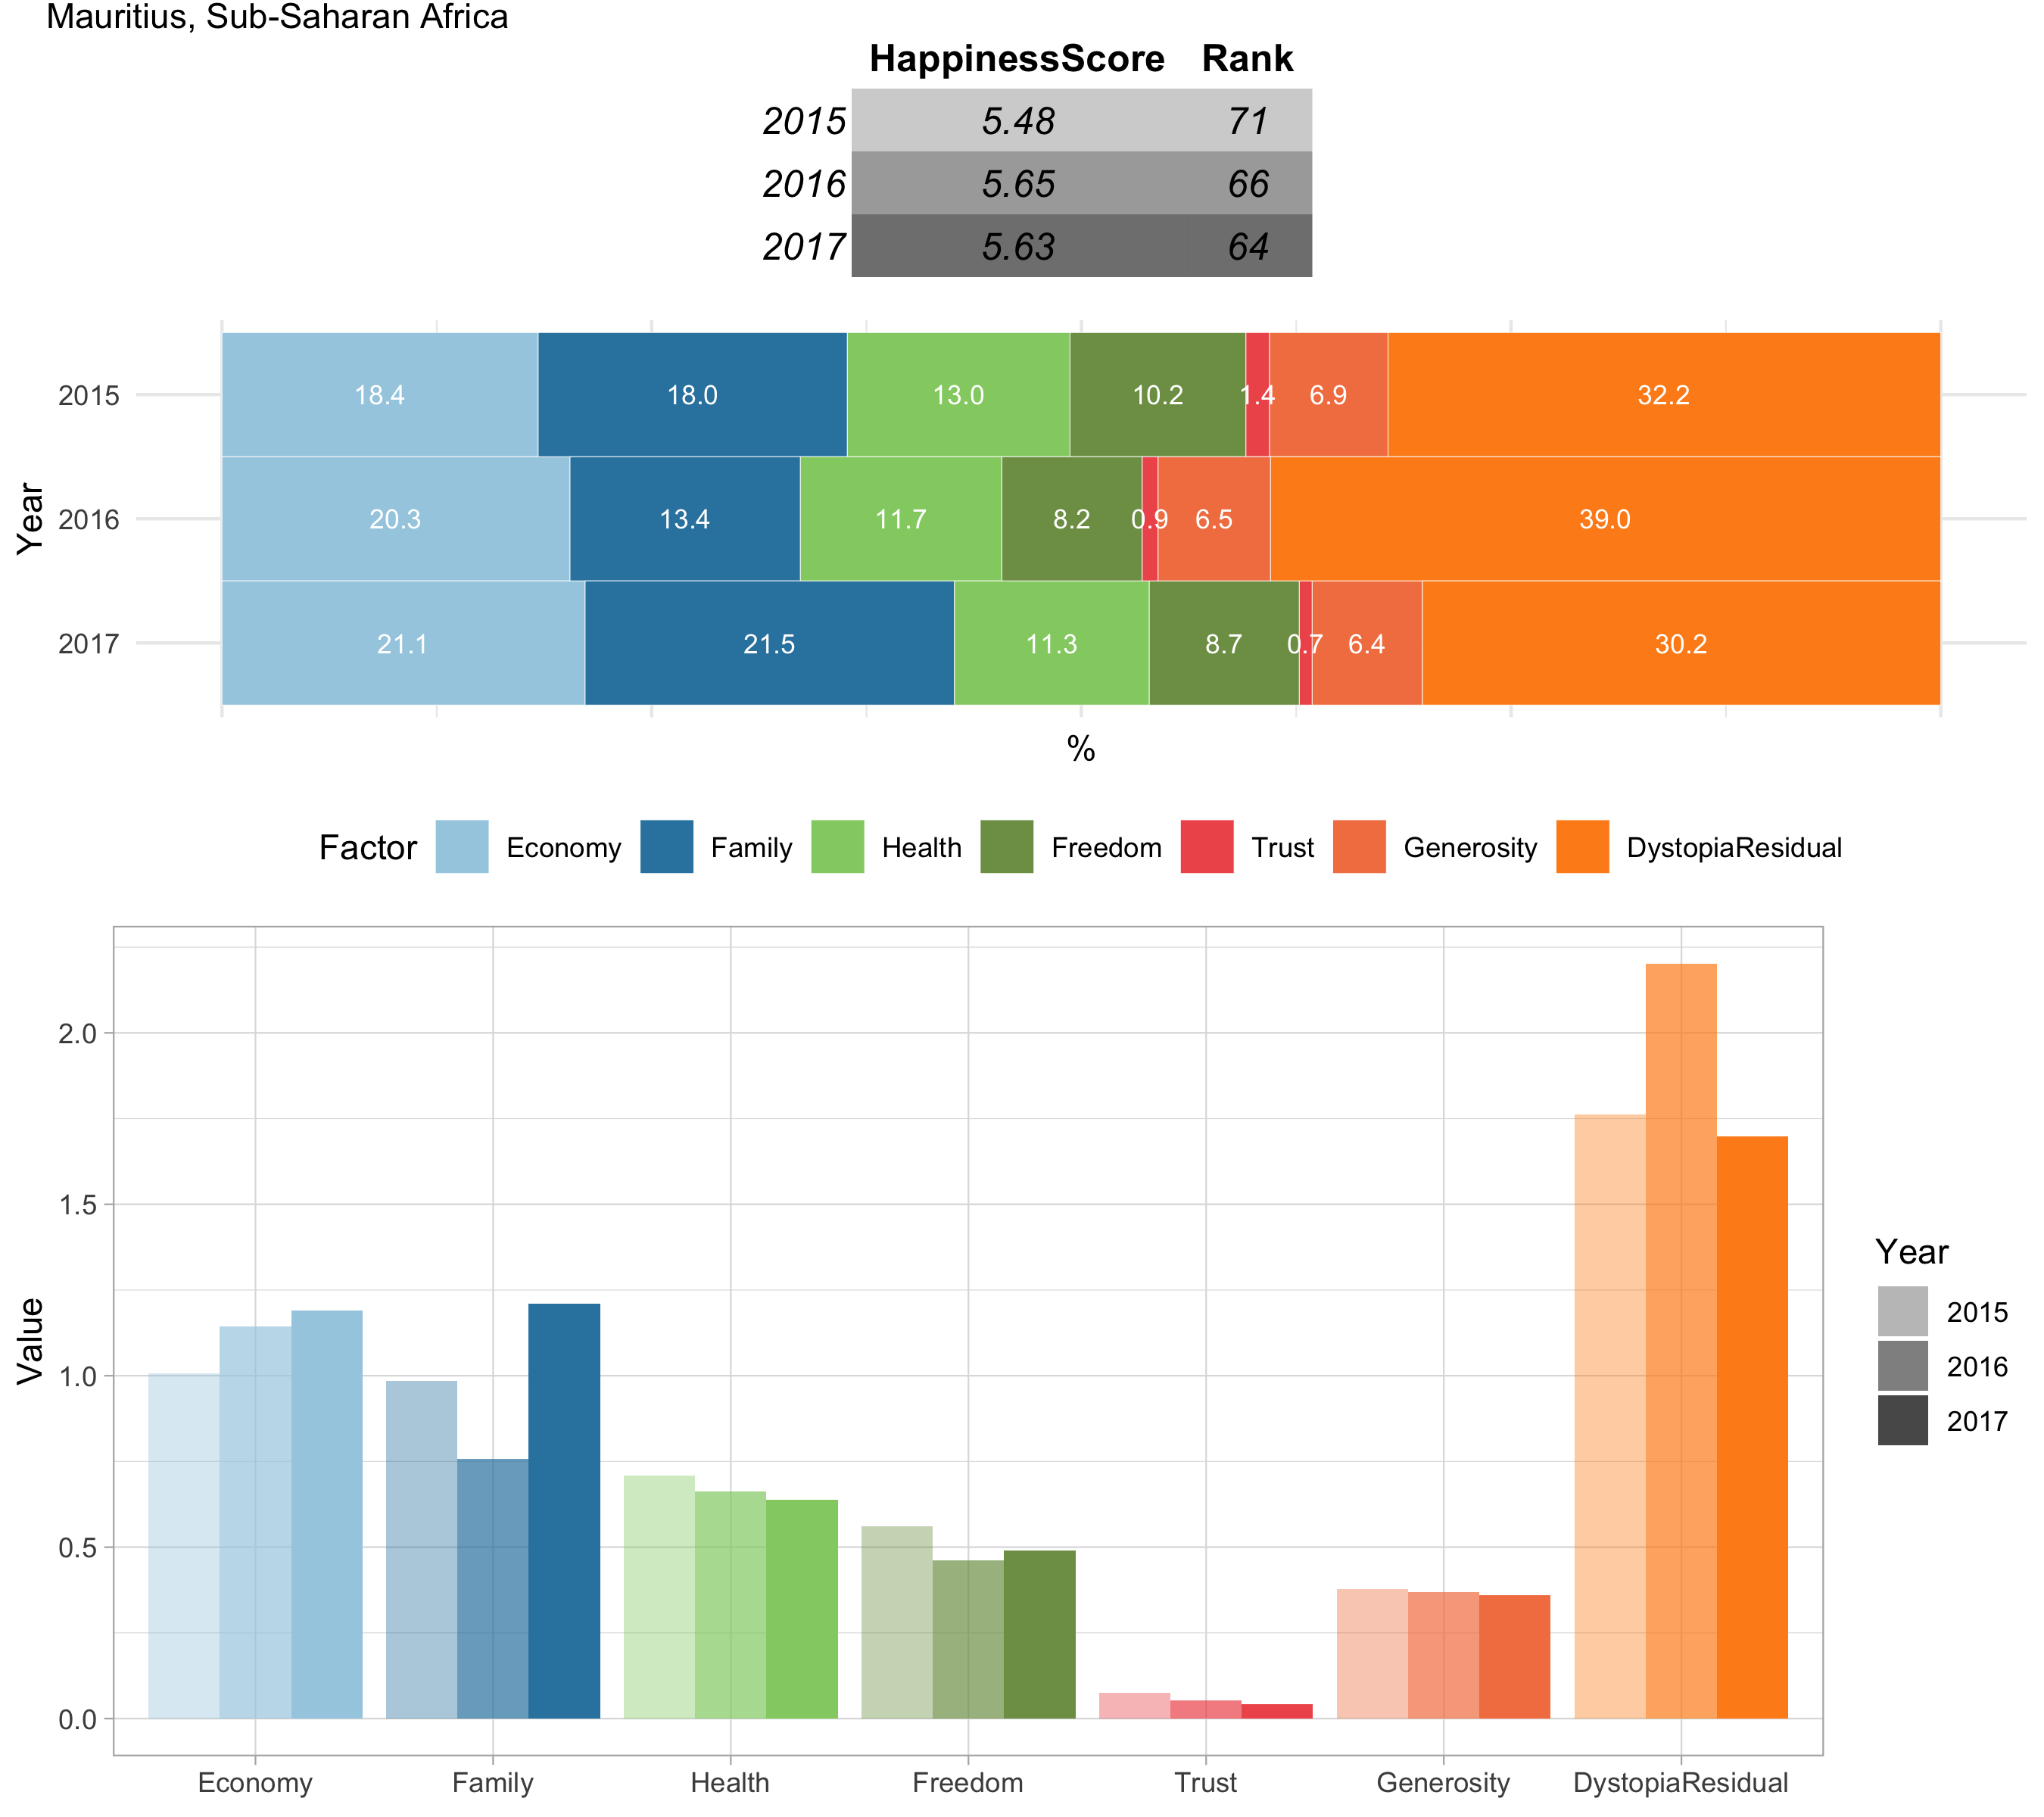 Mauritius, Sub-Saharan Africa
HappinessScore Rank
2015 5.48 71
2016 5.65 66
2017 5.63 64
Year
2015 18.4 18.0 13.0 10.2 1.4 6.9 32.2
2016 20.3 13.4 11.7 8.2 0.9 6.5 39.0
2017 21.1 21.5 11.3 8.7 0.7 6.4 30.2
%
Factor Economy Family Health Freedom Trust Generosity DystopiaResidual
Value
2.0
1.5
1.0
0.5
0.0
Economy Family Health Freedom Trust Generosity DystopiaResidual
Year
2015
2016
2017